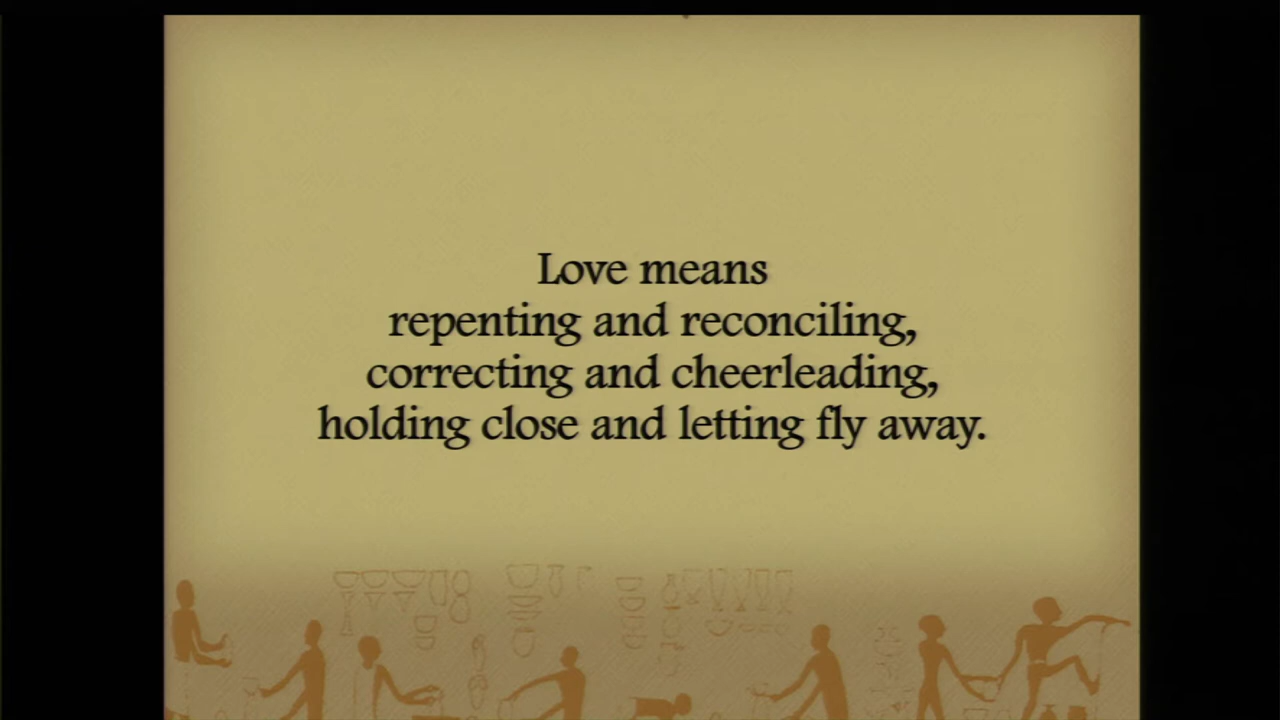 Love means
repenting and reconciling,
correcting and cheerleading,
holding close and letting fly away.